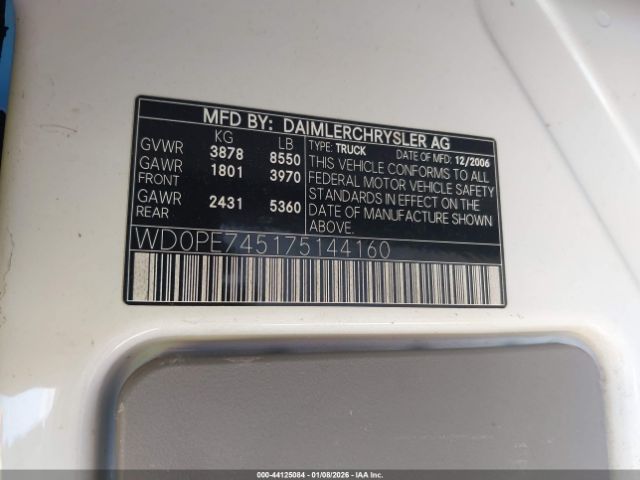 MFD BY: DAIMLERCHRYSLER AG
KG LB
GVWR 3878 8550
GAWR FRONT 1801 3970
GAWR REAR 2431 5360
TYPE: TRUCK DATE OF MFD: 12/2006
THIS VEHICLE CONFORMS TO ALL
FEDERAL MOTOR VEHICLE SAFETY
STANDARDS IN EFFECT ON THE
DATE OF MANUFACTURE SHOWN
ABOVE.
WD0PE745175144160
000-44125084 - 01/08/2026 - © IAA Holdings, LLC